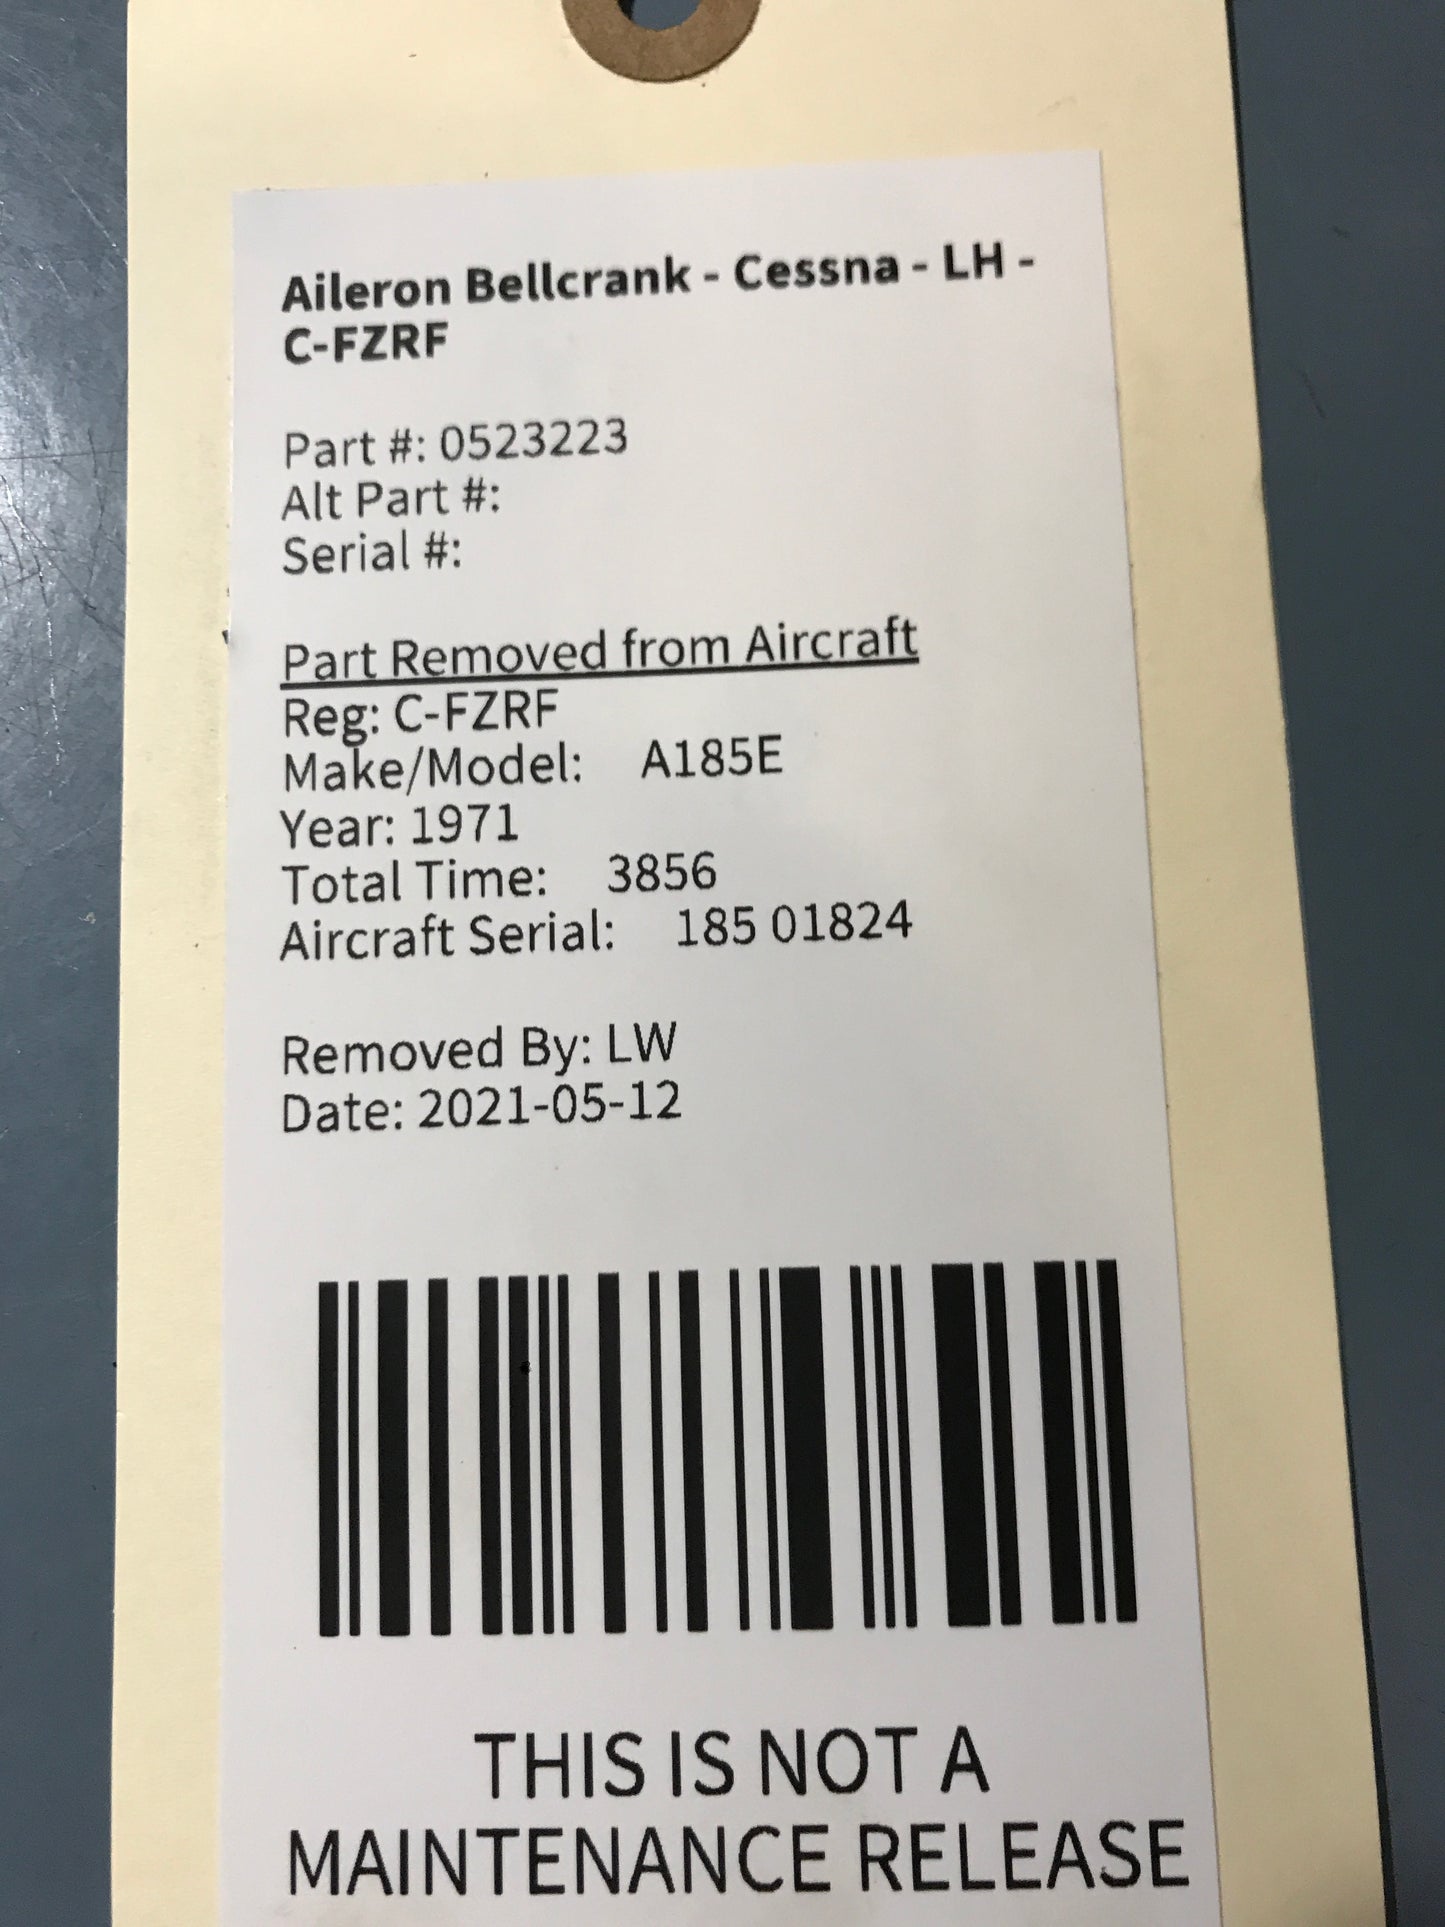 Aileron Bellcrank - Cessna - LH -
C-FZRF
Part #: 0523223
Alt Part #:
Serial #:
Part Removed from Aircraft
Reg: C-FZRF
Make/Model: A185E
Year: 1971
Total Time: 3856
Aircraft Serial: 185 01824
Removed By: LW
Date: 2021-05-12
THIS IS NOT A
MAINTENANCE RELEASE